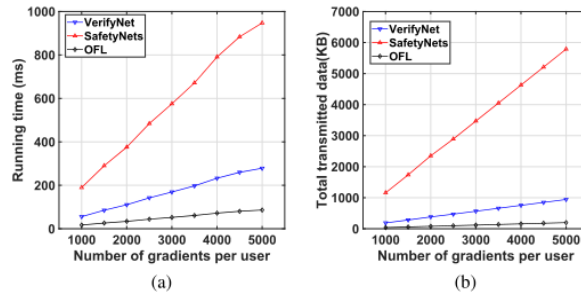 1000
800
600
400
200
0
Running time (ms)
VerifyNet
SafetyNets
OFL
1000 2000 3000 4000 5000
Number of gradients per user
(a)
7000
6000
5000
4000
3000
2000
1000
0
Total transmitted data(KB)
VerifyNet
SafetyNets
OFL
1000 2000 3000 4000 5000
Number of gradients per user
(b)